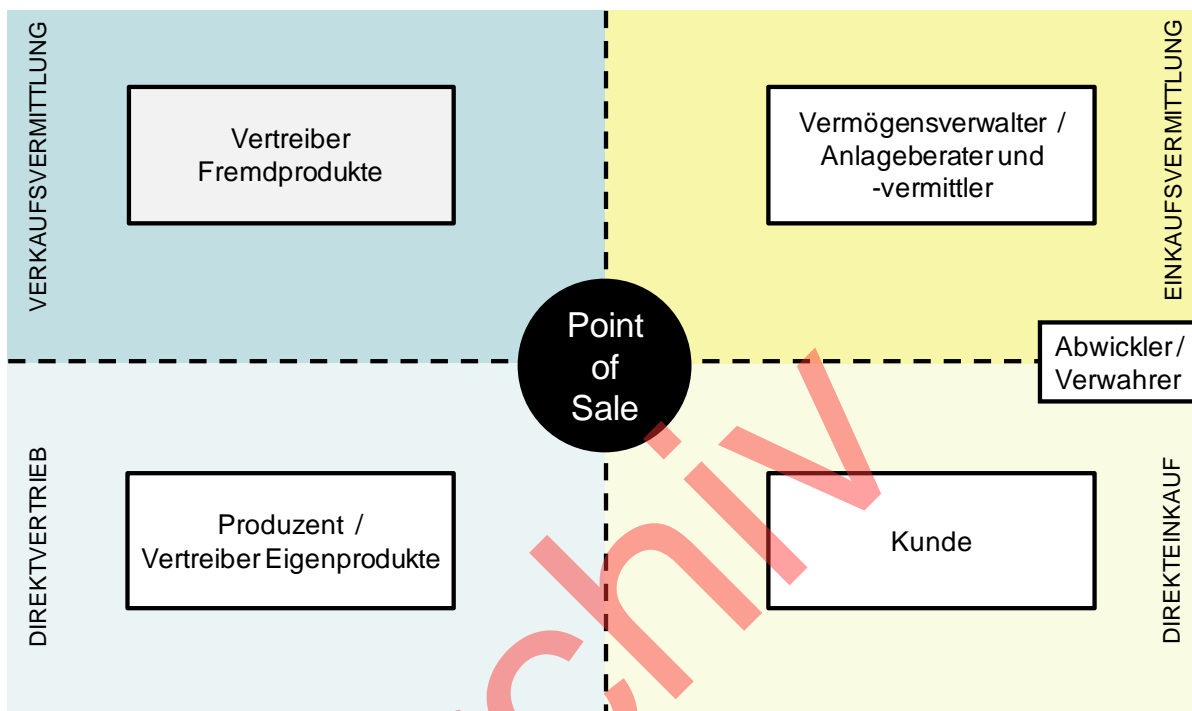 VERKAUFSVERMITTLUNG
Vertreiber
Fremdprodukte
Vermögensverwalter /
Anlageberater und
-vermittler
EINKAUFSVERMITTLUNG
Point
of
Sale
Abwickler /
Verwahrer
DIREKTVERTRIEB
Produzent /
Vertreiber Eigenprodukte
Kunde
DIREKTEINKAUF
chiv